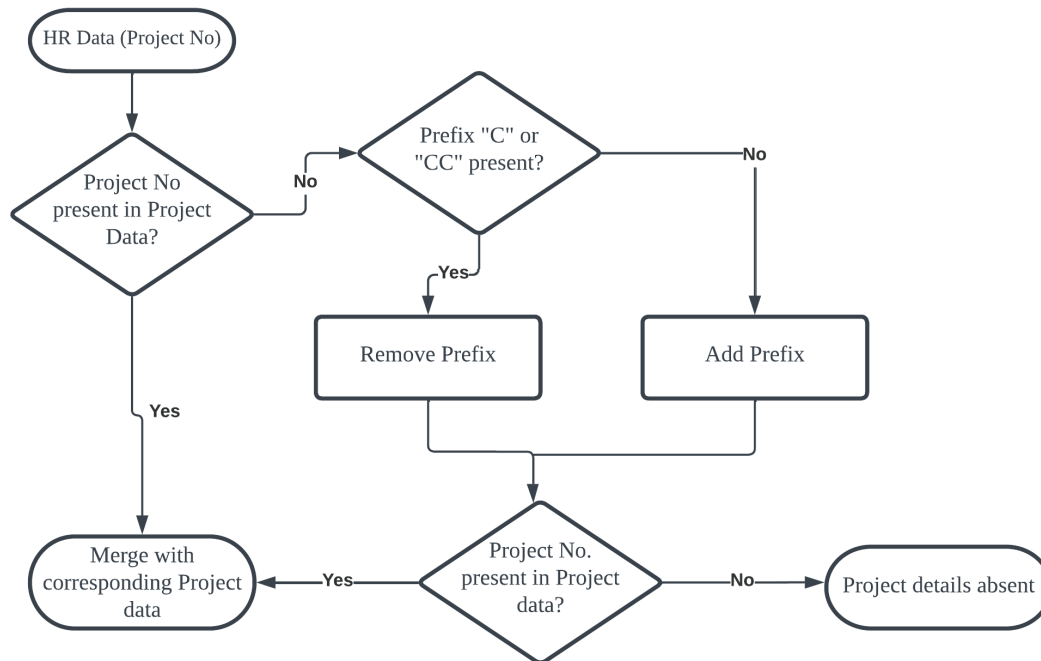 HR Data (Project No)
Project No
present in Project
Data?
No
Prefix "C" or
"CC" present?
No
Yes
Remove Prefix
Add Prefix
Yes
Merge with
corresponding Project
data
Yes
Project No.
present in Project
data?
No
Project details absent